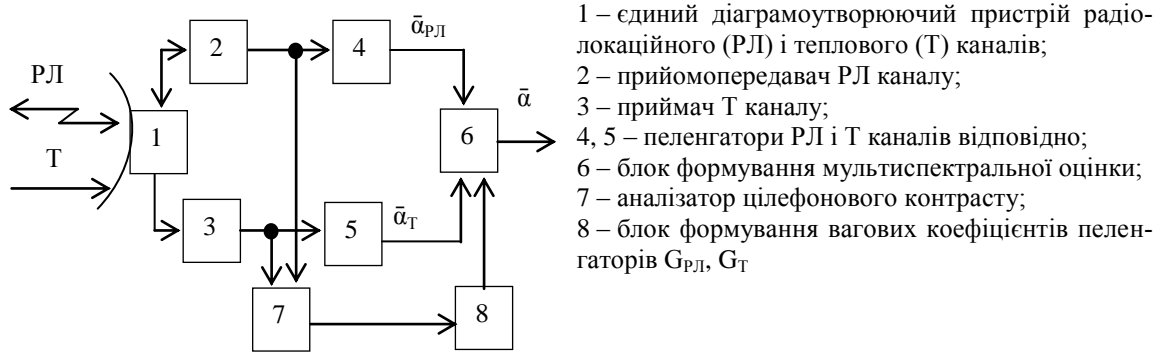 РЛ
Т
1
2
3
4
5
6
7
8
ᾱРЛ
ᾱТ
ᾱ
1 – єдиний діаграмоутворюючий пристрій радіо-
локаційного (РЛ) і теплового (Т) каналів;
2 – прийомопередавач РЛ каналу;
3 – приймач Т каналу;
4, 5 – пеленгатори РЛ і Т каналів відповідно;
6 – блок формування мультиспектральної оцінки;
7 – аналізатор цілефонового контрасту;
8 – блок формування вагових коефіцієнтів пелен-
гаторів GРЛ, GТ